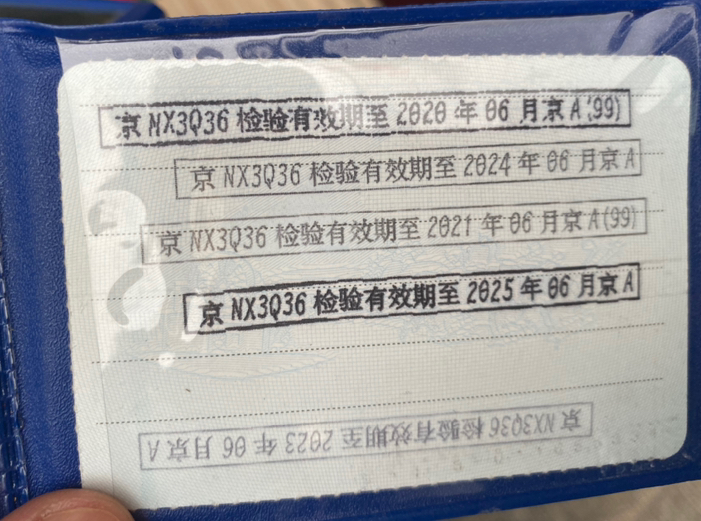 京 NX3Q36 检验有效期至 2020 年 06 月京 A(99)
京 NX3Q36 检验有效期至 2024 年 06 月京 A
京 NX3Q36 检验有效期至 2021 年 06 月京 A(99)
京 NX3Q36 检验有效期至 2025 年 06 月京 A
京 NX3Q36 检验有效期至 2023 年 06 月京 A